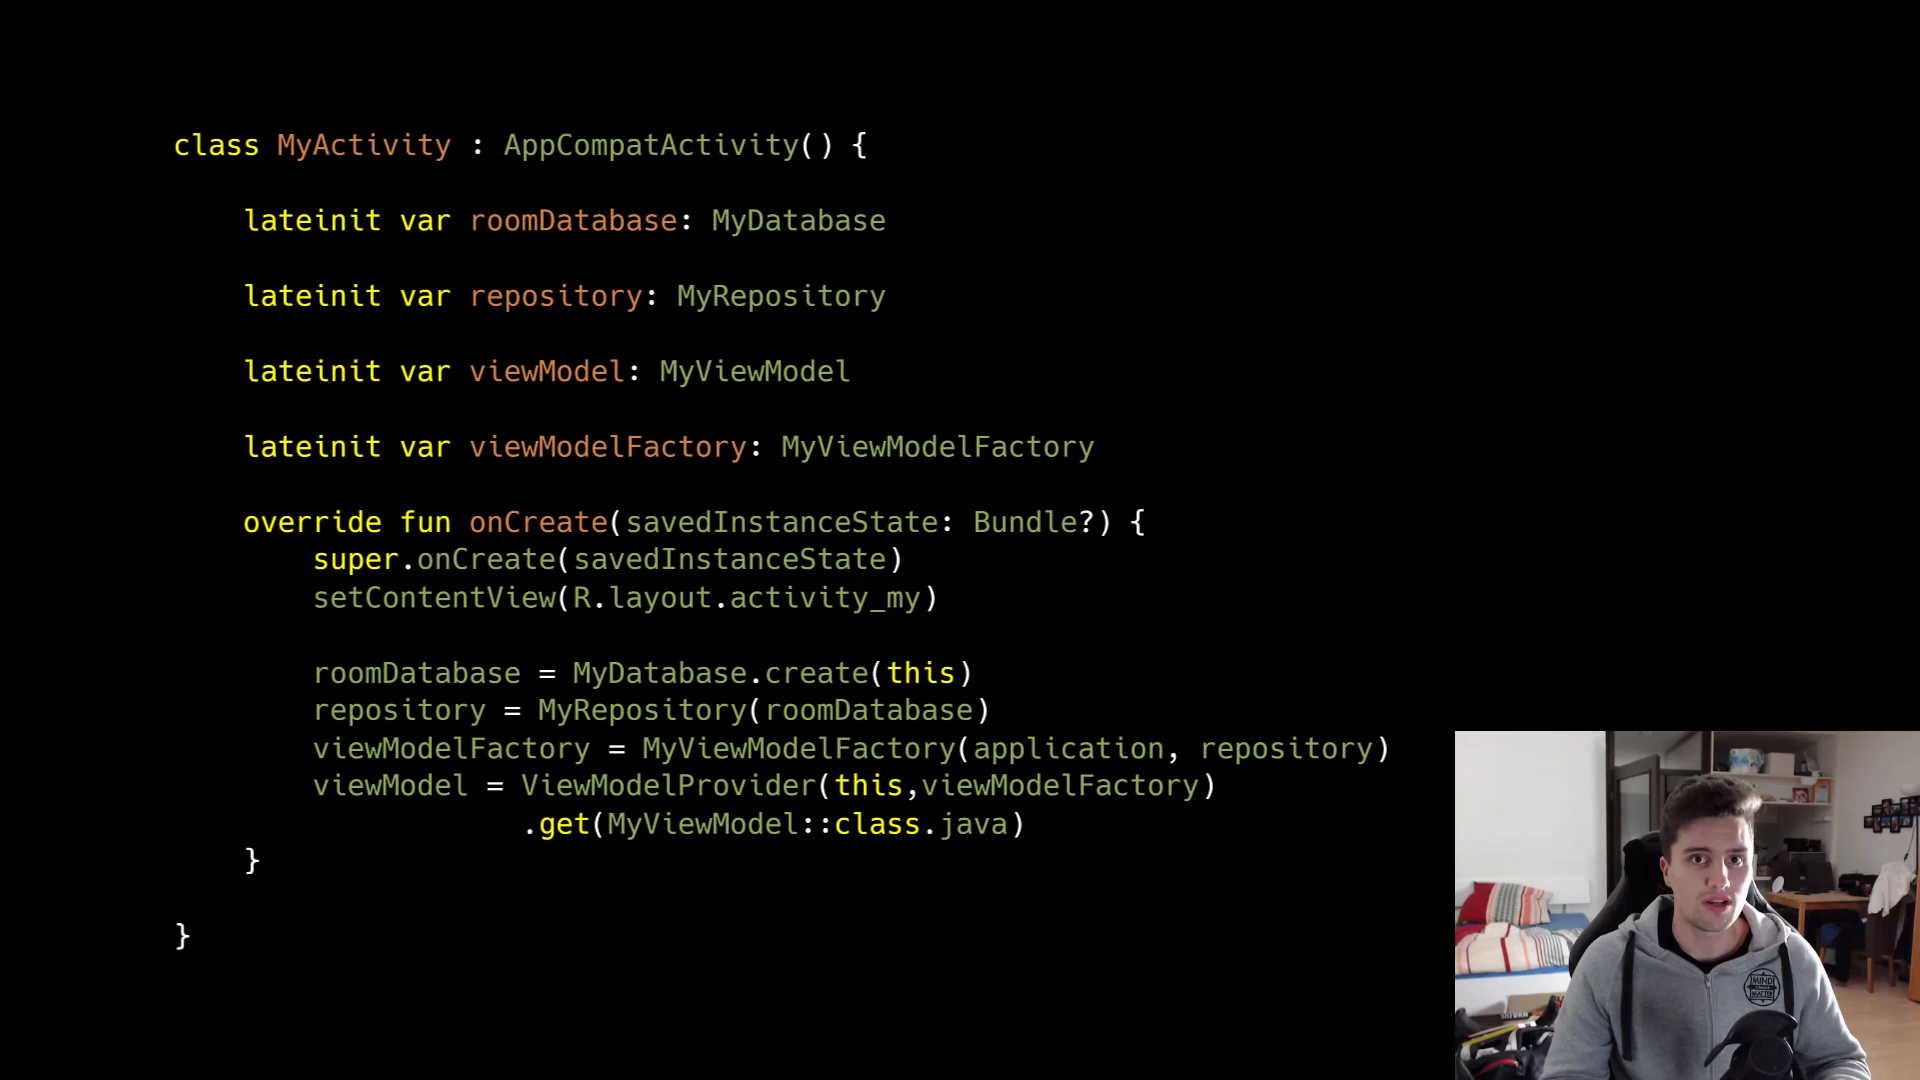 class MyActivity : AppCompatActivity() {
lateinit var roomDatabase: MyDatabase
lateinit var repository: MyRepository
lateinit var viewModel: MyViewModel
lateinit var viewModelFactory: MyViewModelFactory
override fun onCreate(savedInstanceState: Bundle?) {
super.onCreate(savedInstanceState)
setContentView(R.layout.activity_my)
roomDatabase = MyDatabase.create(this)
repository = MyRepository(roomDatabase)
viewModelFactory = MyViewModelFactory(application, repository)
viewModel = ViewModelProvider(this,viewModelFactory)
.get(MyViewModel::class.java)
}
}
MIND
MATTER